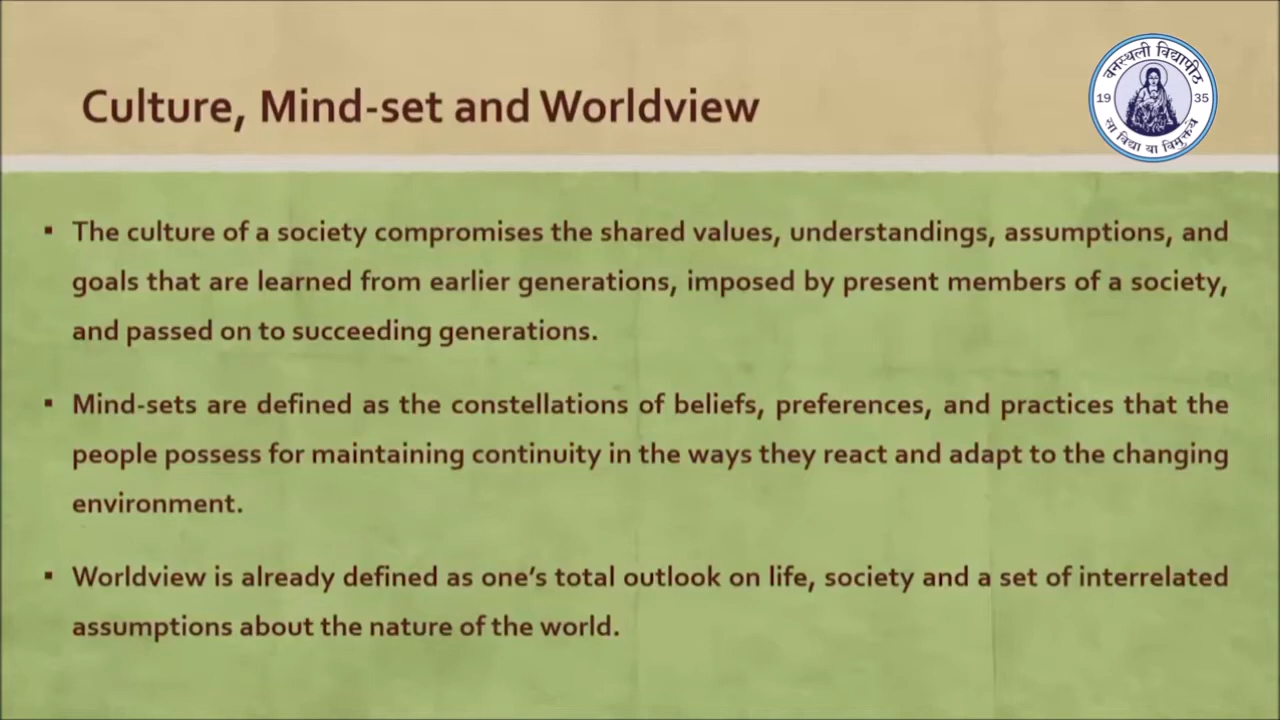 Culture, Mind-set and Worldview
वनस्थली विद्यापीठ
19 35
सा विद्या या विमुक्तये
▪ The culture of a society compromises the shared values, understandings, assumptions, and
goals that are learned from earlier generations, imposed by present members of a society,
and passed on to succeeding generations.
▪ Mind-sets are defined as the constellations of beliefs, preferences, and practices that the
people possess for maintaining continuity in the ways they react and adapt to the changing
environment.
▪ Worldview is already defined as one’s total outlook on life, society and a set of interrelated
assumptions about the nature of the world.